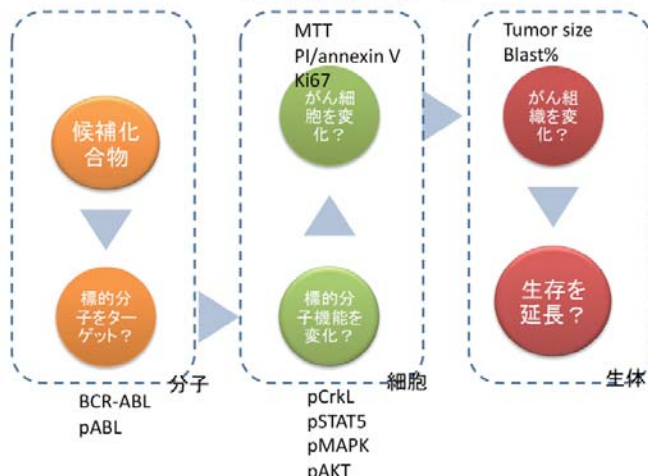 候補化
合物
標的分
子をター
ゲット?
分子
BCR-ABL
pABL
MTT
PI/annexin V
Ki67
がん細
胞を変
化?
標的分
子機能を
変化?
細胞
pCrkL
pSTAT5
pMAPK
pAKT
Tumor size
Blast%
がん組
織を変
化?
生存を
延長?
生体